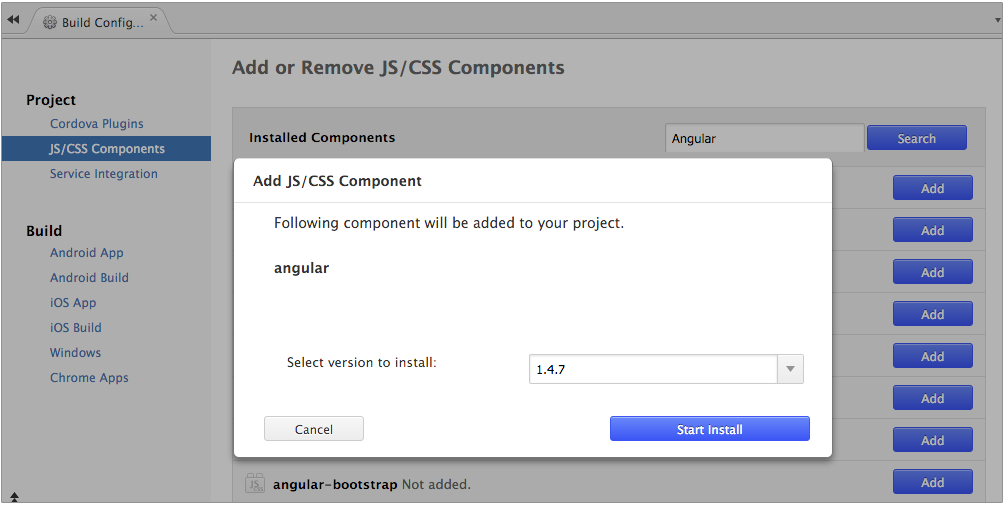 Build Config...
Add or Remove JS/CSS Components
Project
Cordova Plugins
JS/CSS Components
Service Integration
Build
Android App
Android Build
iOS App
iOS Build
Windows
Chrome Apps
Installed Components
Angular
Search
Add
Add
Add
Add
Add
Add
Add
Add JS/CSS Component
Following component will be added to your project.
angular
Select version to install:
1.4.7
Cancel
Start Install
JS
angular-bootstrap Not added.
Add